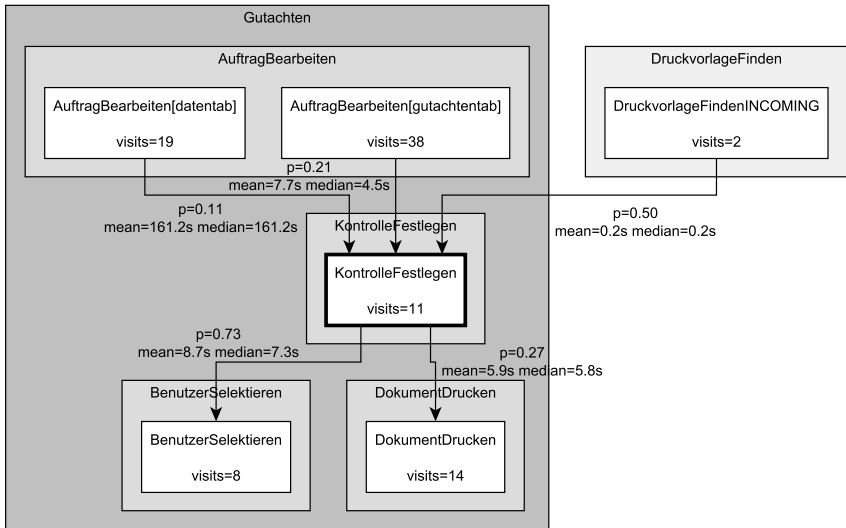 Gutachten
AuftragBearbeiten
DruckvorlageFinden
AuftragBearbeiten[datentab]
visits=19
AuftragBearbeiten[gutachtentab]
visits=38
DruckvorlageFindenINCOMING
visits=2
p=0.21
mean=7.7s median=4.5s
p=0.11
mean=161.2s median=161.2s
p=0.50
mean=0.2s median=0.2s
KontrolleFestlegen
KontrolleFestlegen
visits=11
p=0.73
mean=8.7s median=7.3s
p=0.27
mean=5.9s median=5.8s
BenutzerSelektieren
DokumentDrucken
BenutzerSelektieren
visits=8
DokumentDrucken
visits=14